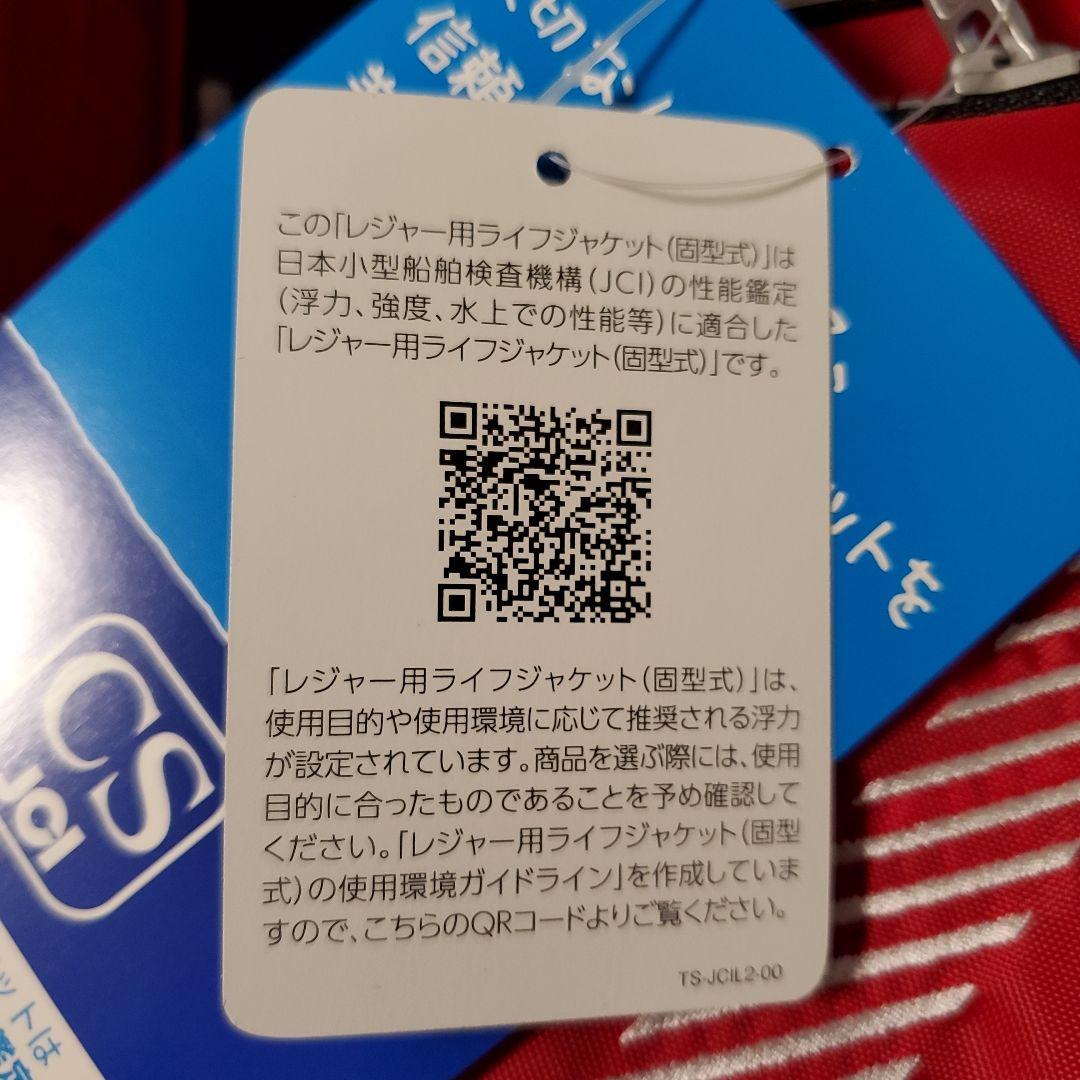 切な
信頼
この「レジャー用ライフジャケット(固型式)」は
日本小型船舶検査機構(JCI)の性能鑑定
(浮力、強度、水上での性能等)に適合した
「レジャー用ライフジャケット(固型式)」です。
ットを
「レジャー用ライフジャケット(固型式)」は、
使用目的や使用環境に応じて推奨される浮力
が設定されています。商品を選ぶ際には、使用
目的に合ったものであることを予め確認して
ください。「レジャー用ライフジャケット(固型
式)の使用環境ガイドライン」を作成していま
すので、こちらのQRコードよりご覧ください。
TS-JCIL2-00
CS
JCI
ットは